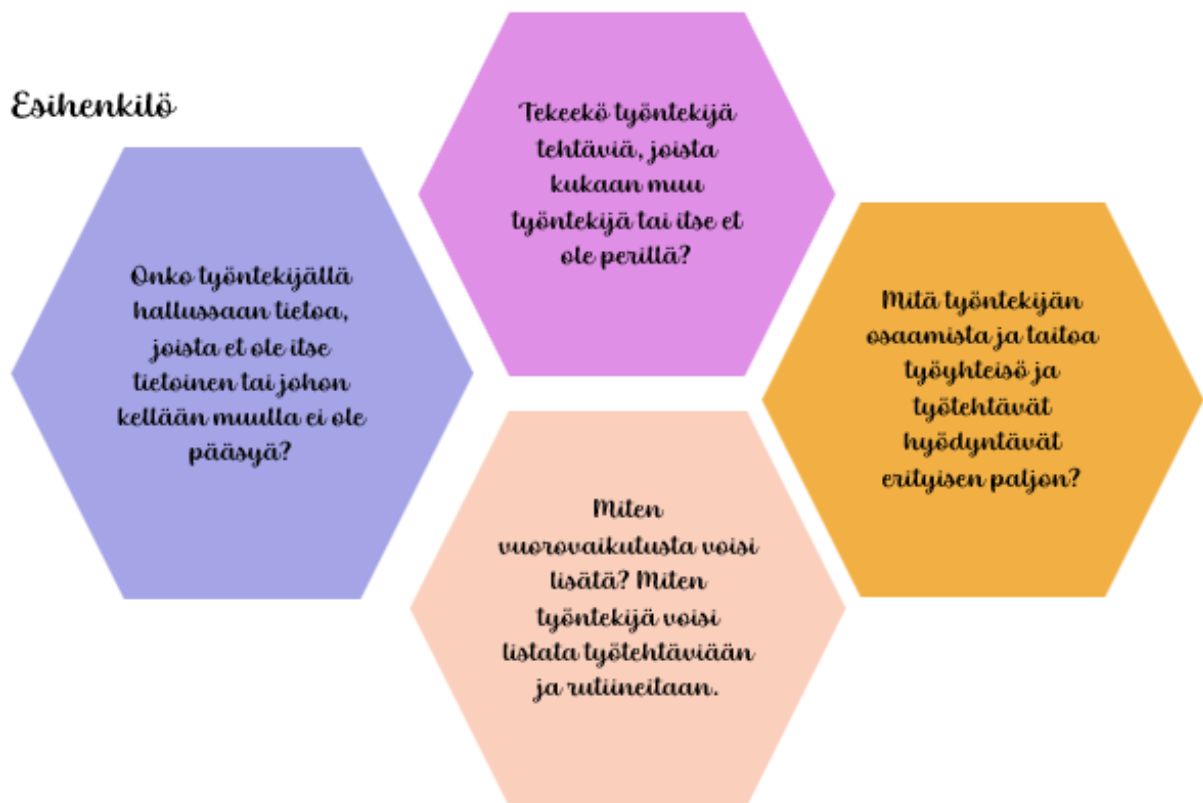 Esihenkilö
Tekeekö työntekijä
tehtäviä, joista
kukaan muu
työntekijä tai itse et
ole perillä?
Onko työntekijällä
hallussaan tietoa,
joista et ole itse
tietoinen tai johon
kellään muulla ei ole
pääsyä?
Mitä työntekijän
osaamista ja taitoa
työyhteisö ja
työtehtävät
hyödyntävät
erityisen paljon?
Miten
vuorovaikutusta voisi
lisätä? Miten
työntekijä voisi
listata työtehtäviään
ja rutiineitaan.